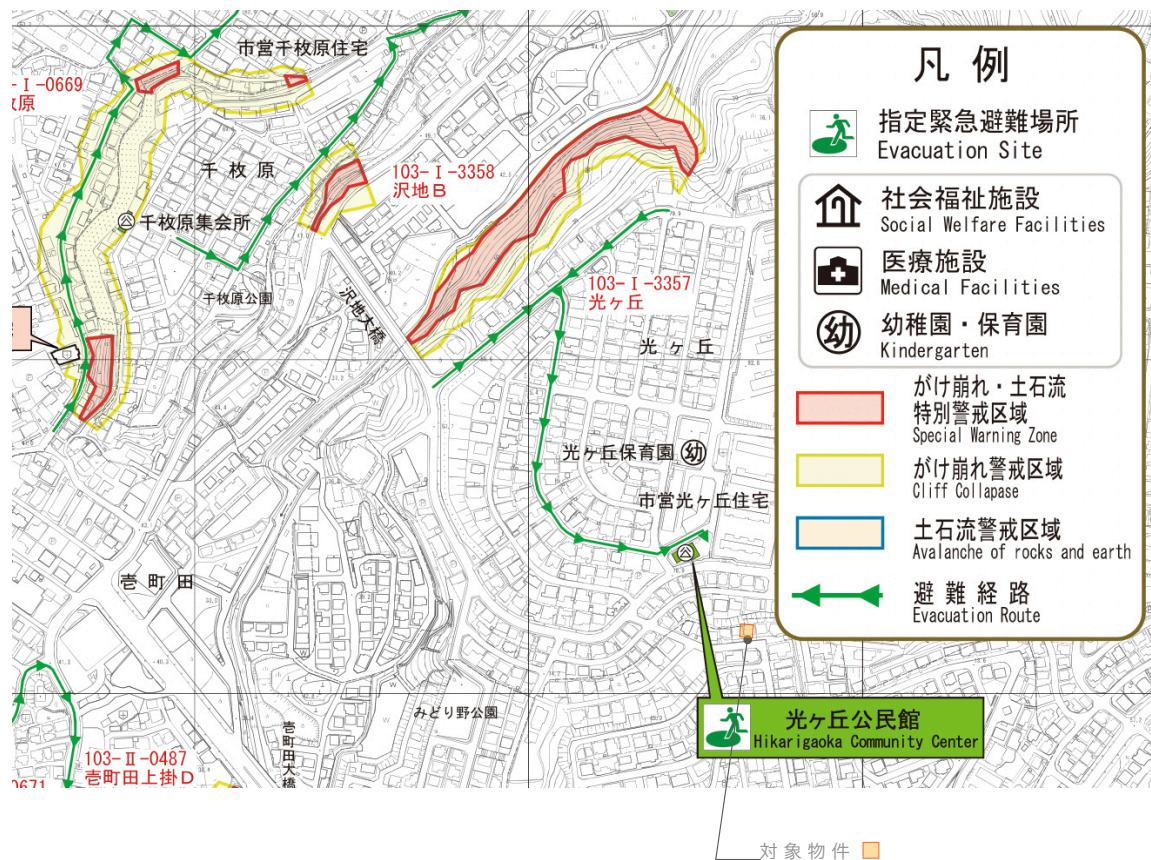 市営千枚原住宅
-Ⅰ-0669
枚原
千枚原
103-Ⅰ-3358
沢地B
千枚原集会所
千枚原公園
沢地大橋
103-Ⅰ-3357
光ヶ丘
光ヶ丘
光ヶ丘保育園 幼
市営光ヶ丘住宅
公
壱町田
みどり野公園
壱町田大橋
103-Ⅱ-0487
壱町田上掛D
0671
光ヶ丘公民館
Hikarigaoka Community Center
凡例
指定緊急避難場所
Evacuation Site
社会福祉施設
Social Welfare Facilities
医療施設
Medical Facilities
幼 幼稚園・保育園
Kindergarten
がけ崩れ・土石流
特別警戒区域
Special Warning Zone
がけ崩れ警戒区域
Cliff Collapase
土石流警戒区域
Avalanche of rocks and earth
避難経路
Evacuation Route
対象物件